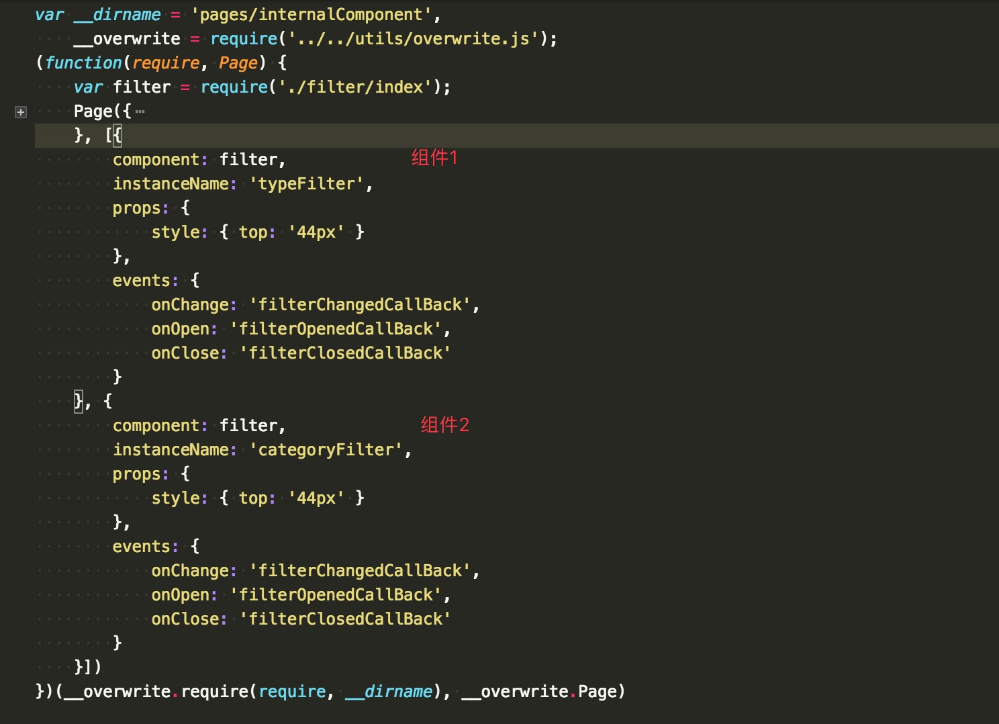 var __dirname = 'pages/internalComponent',
    __overwrite = require('../../utils/overwrite.js');
(function(require, Page) {
    var filter = require('./filter/index');
    Page({⋯
    }, [{
        component: filter, 组件1
        instanceName: 'typeFilter',
        props: {
            style: { top: '44px' }
        },
        events: {
            onChange: 'filterChangedCallBack',
            onOpen: 'filterOpenedCallBack',
            onClose: 'filterClosedCallBack'
        }
    }, {
        component: filter, 组件2
        instanceName: 'categoryFilter',
        props: {
            style: { top: '44px' }
        },
        events: {
            onChange: 'filterChangedCallBack',
            onOpen: 'filterOpenedCallBack',
            onClose: 'filterClosedCallBack'
        }
    }])
})(__overwrite.require(require, __dirname), __overwrite.Page)